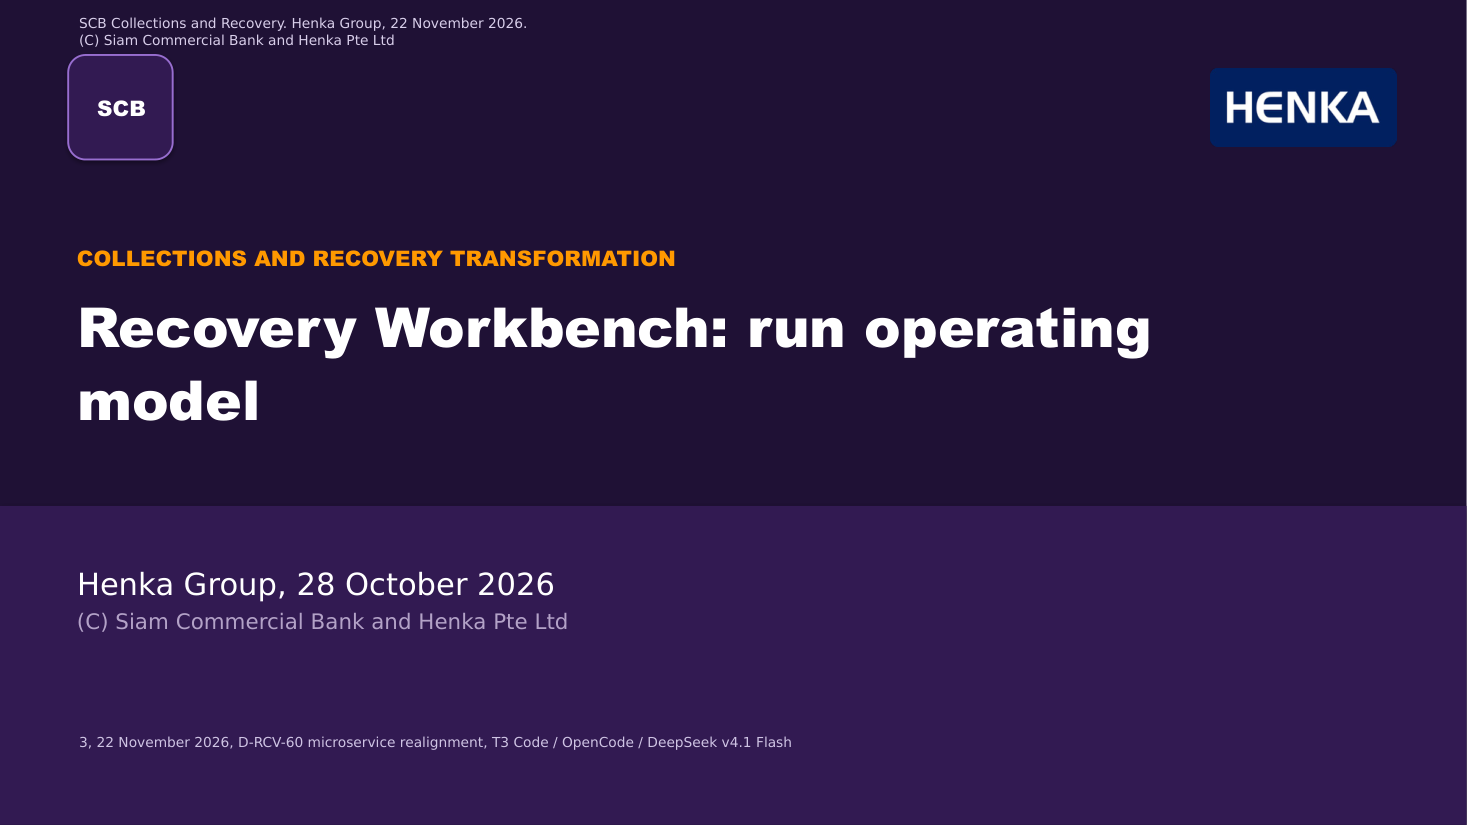 SCB Collections and Recovery. Henka Group, 22 November 2026.
(C) Siam Commercial Bank and Henka Pte Ltd
SCB
HENKA
COLLECTIONS AND RECOVERY TRANSFORMATION
Recovery Workbench: run operating
model
Henka Group, 28 October 2026
(C) Siam Commercial Bank and Henka Pte Ltd
3, 22 November 2026, D-RCV-60 microservice realignment, T3 Code / OpenCode / DeepSeek v4.1 Flash